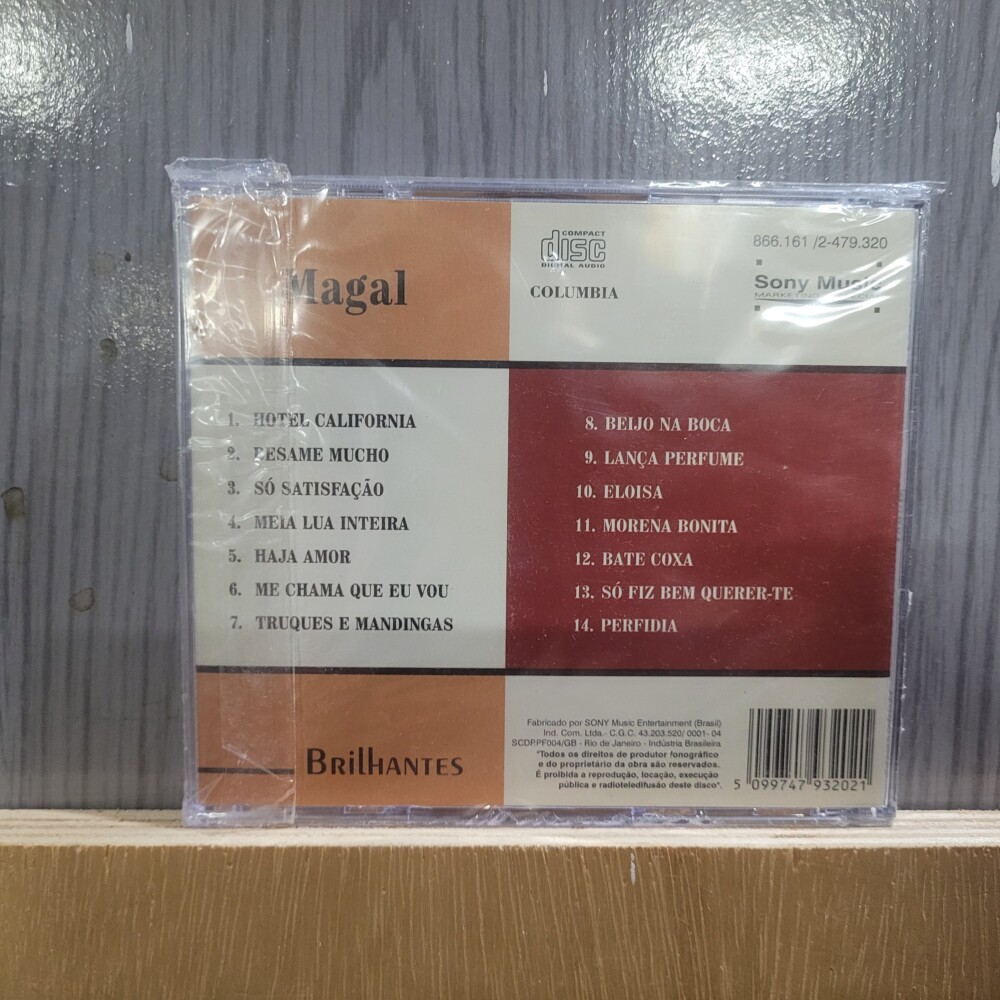 Magal
COMPACT
disc
DIGITAL AUDIO
COLUMBIA
866.161 /2-479.320
Sony Music
MARKETING
1. HOTEL CALIFORNIA
2. BESAME MUCHO
3. SÓ SATISFAÇÃO
4. MEIA LUA INTEIRA
5. HAJA AMOR
6. ME CHAMA QUE EU VOU
7. TRUQUES E MANDINGAS
8. BEIJO NA BOCA
9. LANÇA PERFUME
10. ELOISA
11. MORENA BONITA
12. BATE COXA
13. SÓ FIZ BEM QUERER-TE
14. PERFIDIA
BRILHANTES
Fabricado por SONY Music Entertainment (Brasil)
Ind. Com. Ltda.- C.G.C. 43.203.520/ 0001- 04
SCDP.PF004/GB - Rio de Janeiro - Indústria Brasileira
"Todos os direitos de produtor fonográfico
e do proprietário da obra são reservados.
É proibida a reprodução, locação, execução
pública e radioteledifusão deste disco".
5 099747 932021